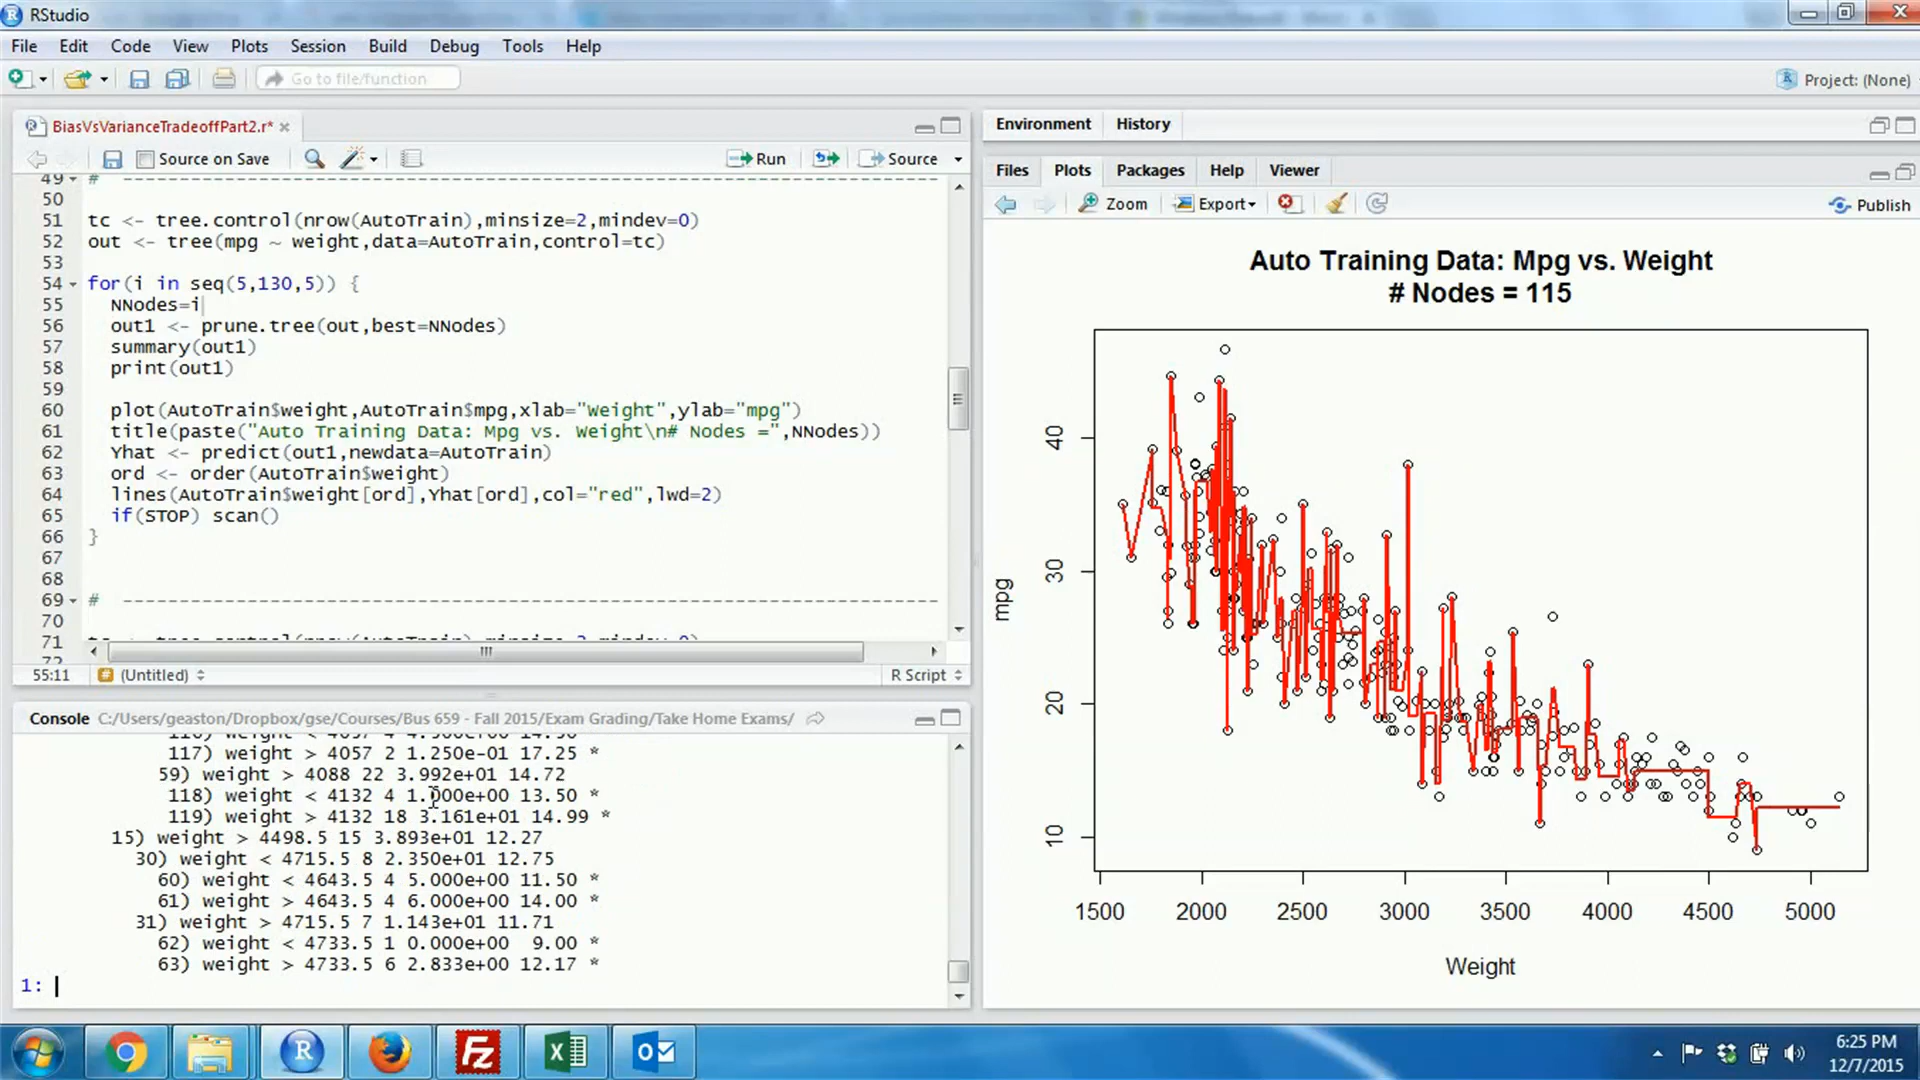 RStudio
File Edit Code View Plots Session Build Debug Tools Help
Go to file/function
Project: (None)
BiasVsVarianceTradeoffPart2.r*
Source on Save
Run
Source
49 # ------------------------------------------------------------------------
50
51 tc <- tree.control(nrow(AutoTrain),minsize=2,mindev=0)
52 out <- tree(mpg ~ weight,data=AutoTrain,control=tc)
53
54 for(i in seq(5,130,5)) {
55 NNodes=i
56 out1 <- prune.tree(out,best=NNodes)
57 summary(out1)
58 print(out1)
59
60 plot(AutoTrain$weight,AutoTrain$mpg,xlab="Weight",ylab="mpg")
61 title(paste("Auto Training Data: Mpg vs. Weight\n# Nodes =",NNodes))
62 Yhat <- predict(out1,newdata=AutoTrain)
63 ord <- order(AutoTrain$weight)
64 lines(AutoTrain$weight[ord],Yhat[ord],col="red",lwd=2)
65 if(STOP) scan()
66 }
67
68
69 # ------------------------------------------------------------------------
70
71
55:11 (Untitled) R Script
Console C:/Users/geaston/Dropbox/gse/Courses/Bus 659 - Fall 2015/Exam Grading/Take Home Exams/
117) weight > 4057 2 1.250e-01 17.25 *
59) weight > 4088 22 3.992e+01 14.72
118) weight < 4132 4 1.000e+00 13.50 *
119) weight > 4132 18 3.161e+01 14.99 *
15) weight > 4498.5 15 3.893e+01 12.27
30) weight < 4715.5 8 2.350e+01 12.75
60) weight < 4643.5 4 5.000e+00 11.50 *
61) weight > 4643.5 4 6.000e+00 14.00 *
31) weight > 4715.5 7 1.143e+01 11.71
62) weight < 4733.5 1 0.000e+00 9.00 *
63) weight > 4733.5 6 2.833e+00 12.17 *
1:
Environment History
Files Plots Packages Help Viewer
Zoom Export Publish
Auto Training Data: Mpg vs. Weight
# Nodes = 115
mpg
40
30
20
10
1500 2000 2500 3000 3500 4000 4500 5000
Weight
6:25 PM
12/7/2015